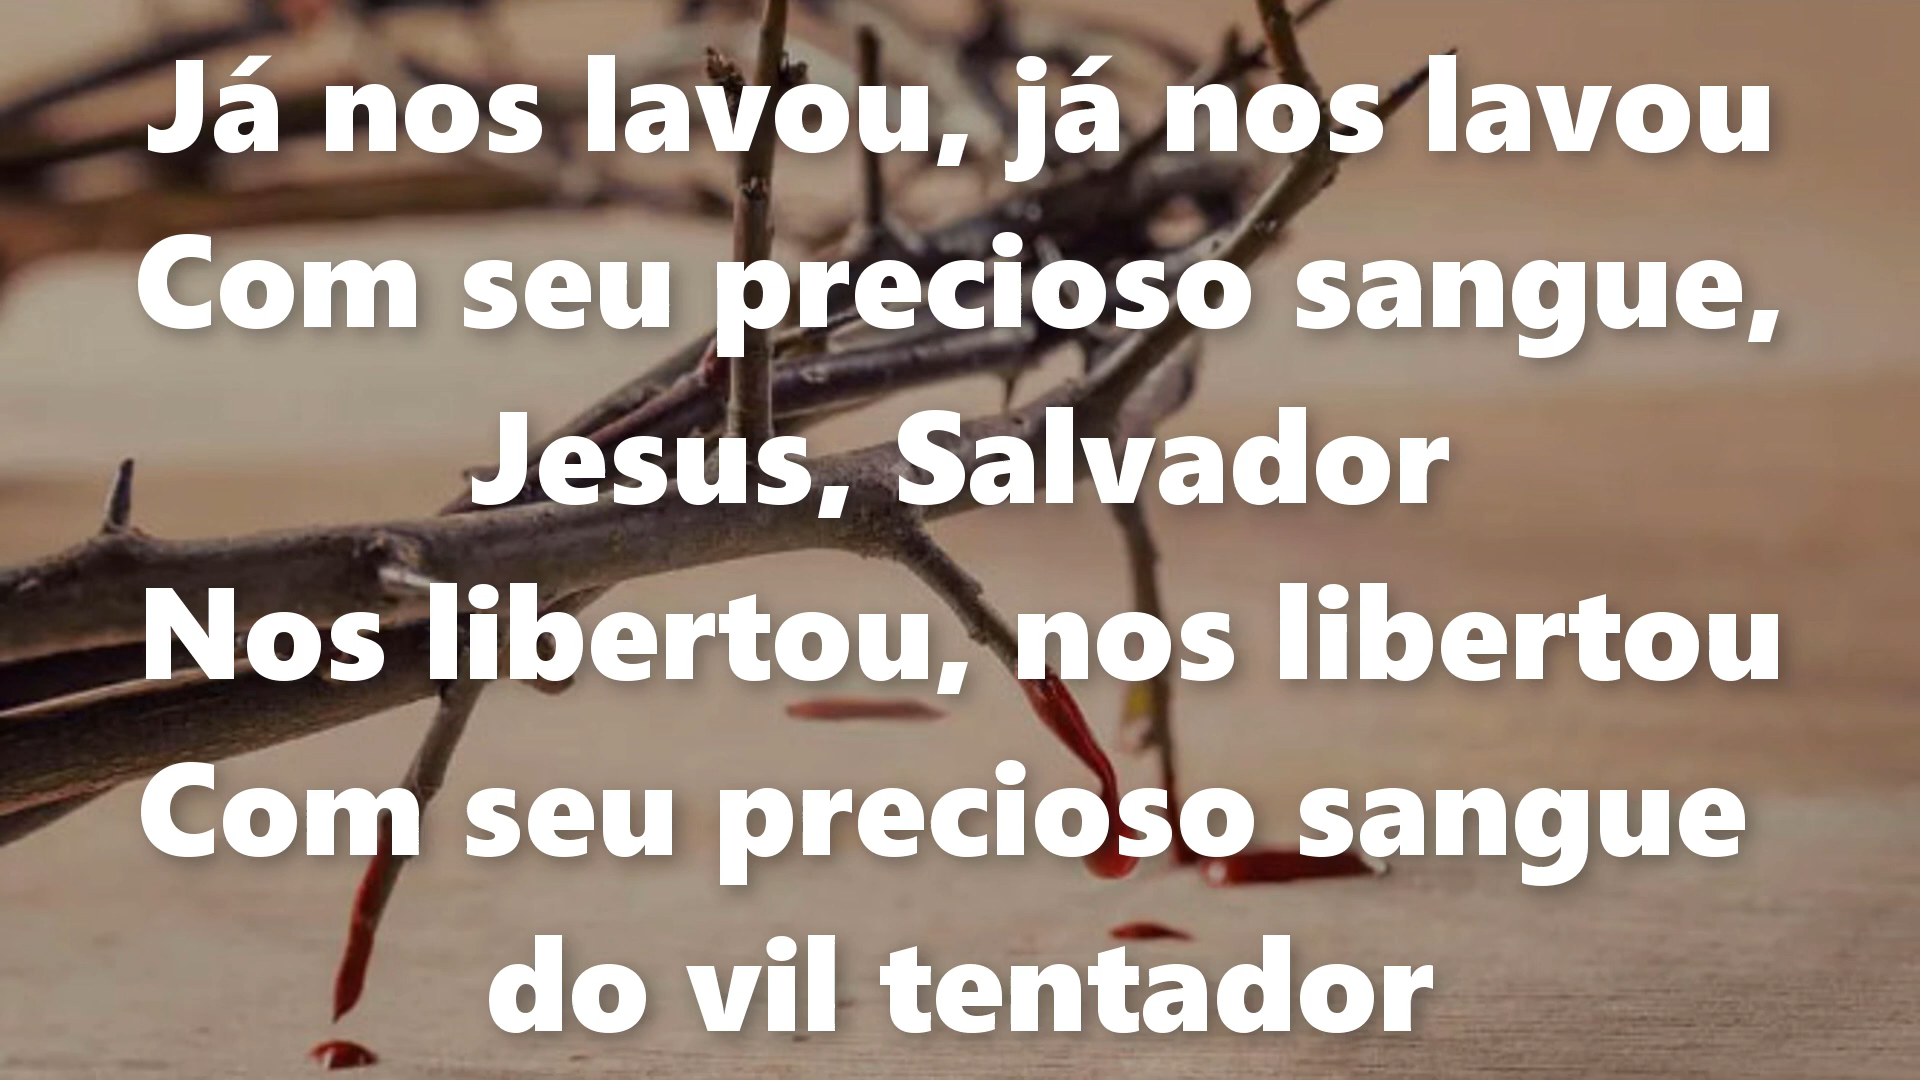 Já nos lavou, já nos lavou
Com seu precioso sangue,
Jesus, Salvador
Nos libertou, nos libertou
Com seu precioso sangue
do vil tentador